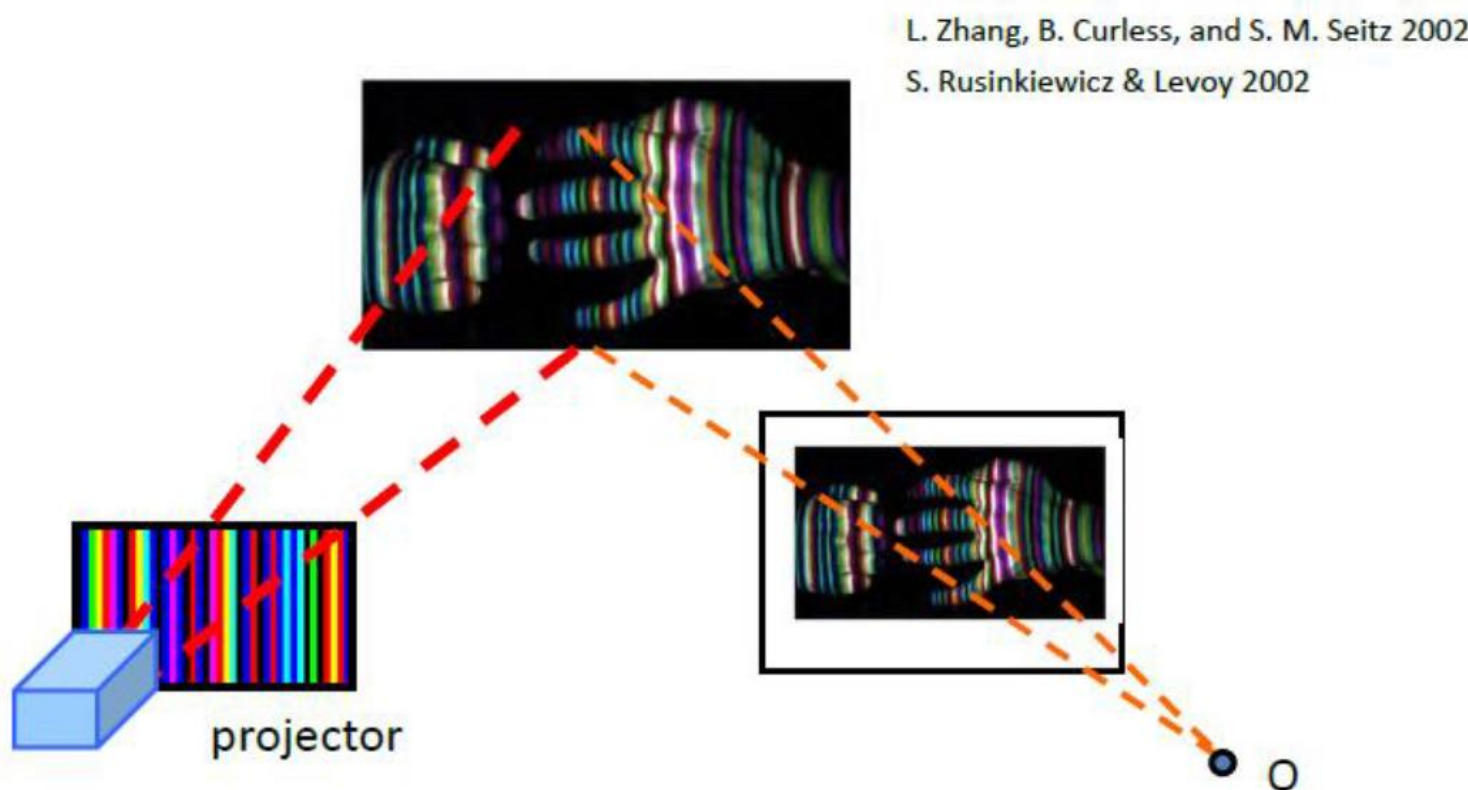 L. Zhang, B. Curless, and S. M. Seitz 2002
S. Rusinkiewicz & Levoy 2002
projector
O